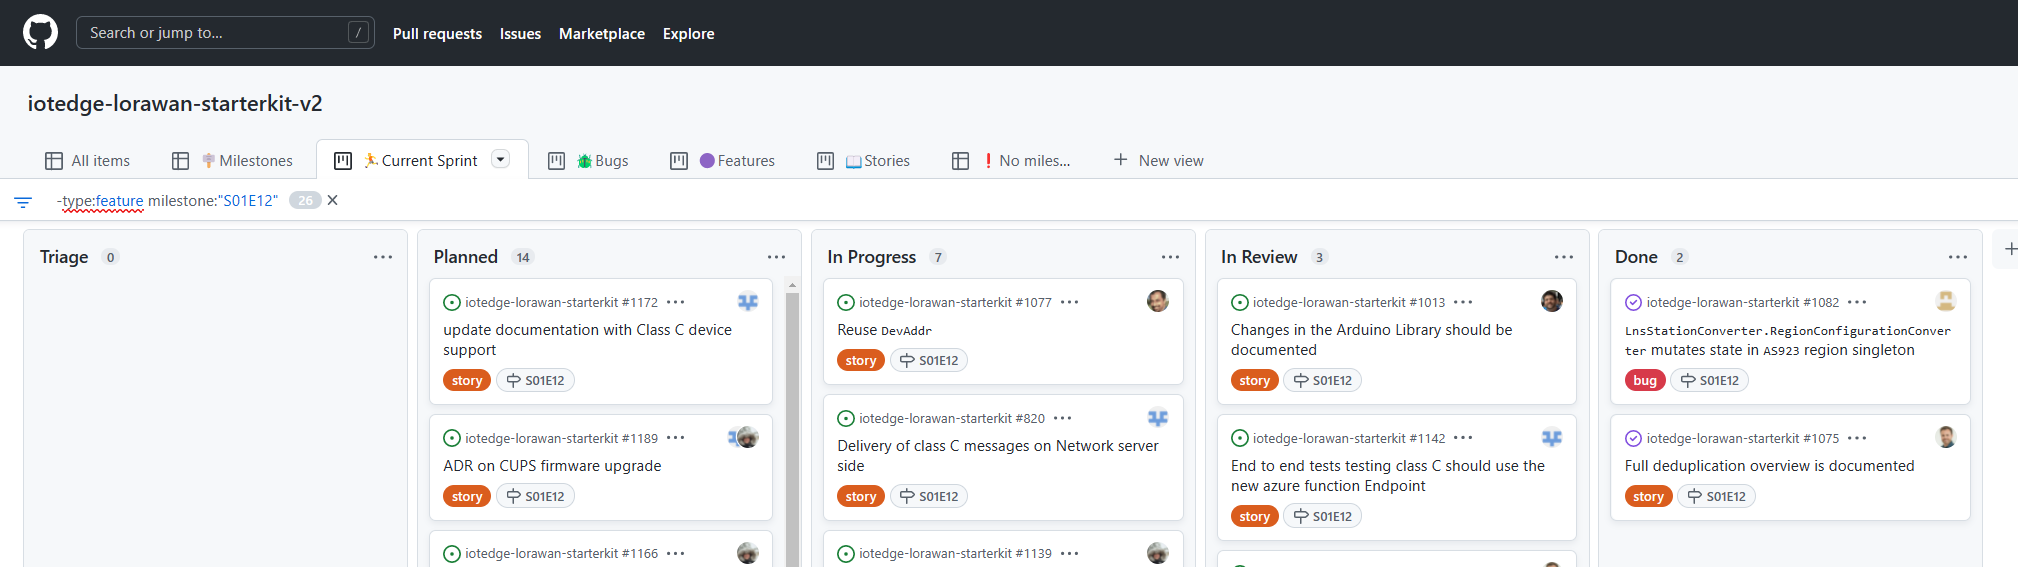 Search or jump to... /
Pull requests Issues Marketplace Explore
iotedge-lorawan-starterkit-v2
All items Milestones Current Sprint Bugs Features Stories No miles... New view
-type:feature milestone:"S01E12" 26
Triage 0
Planned 14
iotedge-lorawan-starterkit #1172
update documentation with Class C device
support
story S01E12
iotedge-lorawan-starterkit #1189
ADR on CUPS firmware upgrade
story S01E12
iotedge-lorawan-starterkit #1166
In Progress 7
iotedge-lorawan-starterkit #1077
Reuse DevAddr
story S01E12
iotedge-lorawan-starterkit #820
Delivery of class C messages on Network server
side
story S01E12
iotedge-lorawan-starterkit #1139
In Review 3
iotedge-lorawan-starterkit #1013
Changes in the Arduino Library should be
documented
story S01E12
iotedge-lorawan-starterkit #1142
End to end tests testing class C should use the
new azure function Endpoint
story S01E12
Done 2
iotedge-lorawan-starterkit #1082
LnsStationConverter.RegionConfigurationConver
ter mutates state in AS923 region singleton
bug S01E12
iotedge-lorawan-starterkit #1075
Full deduplication overview is documented
story S01E12